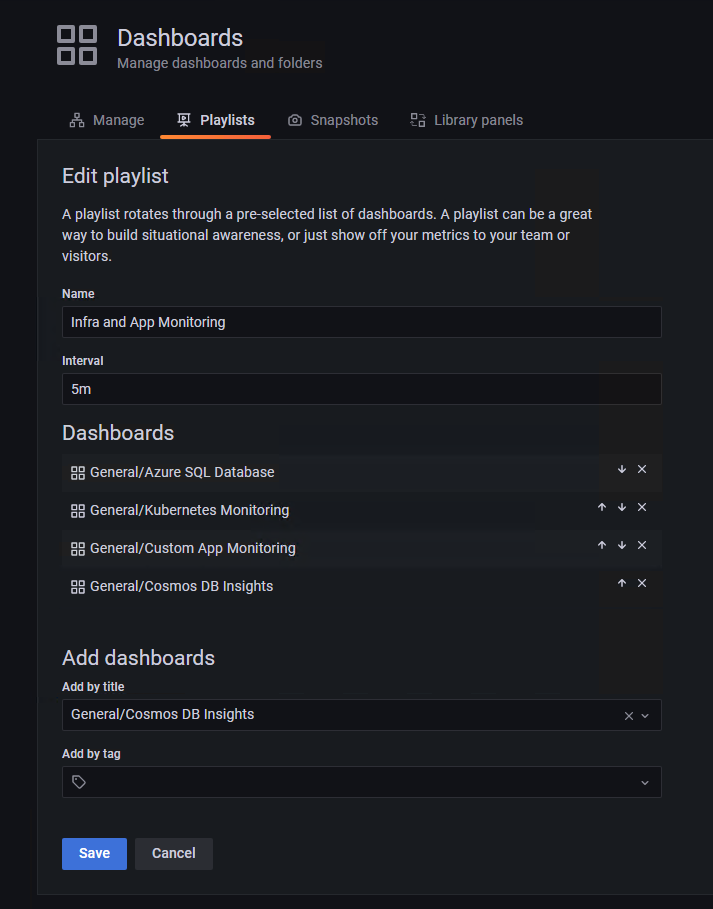 Dashboards
Manage dashboards and folders
Manage Playlists Snapshots Library panels
Edit playlist
A playlist rotates through a pre-selected list of dashboards. A playlist can be a great
way to build situational awareness, or just show off your metrics to your team or
visitors.
Name
Infra and App Monitoring
Interval
5m
Dashboards
General/Azure SQL Database
General/Kubernetes Monitoring
General/Custom App Monitoring
General/Cosmos DB Insights
Add dashboards
Add by title
General/Cosmos DB Insights
Add by tag
Save Cancel